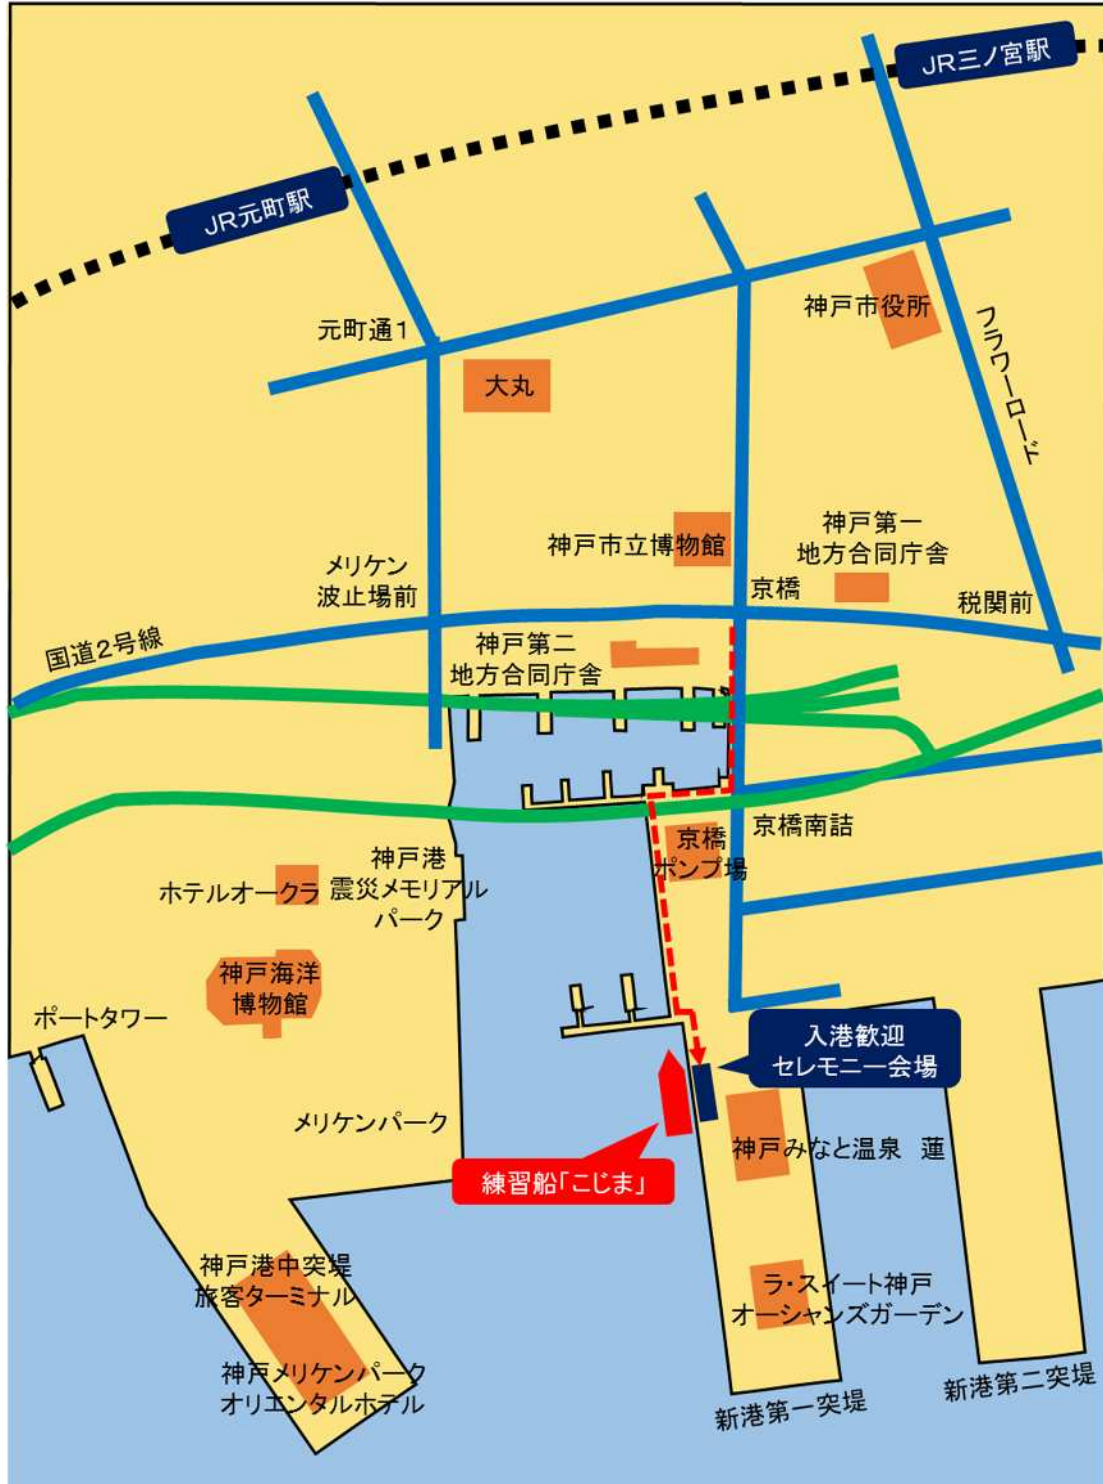 JR三ノ宮駅
JR元町駅
元町通1
神戸市役所
フラワーロード
大丸
神戸市立博物館
神戸第一
地方合同庁舎
メリケン
波止場前
京橋
税関前
国道2号線
神戸第二
地方合同庁舎
京橋南詰
京橋
ポンプ場
神戸港
震災メモリアル
パーク
ホテルオークラ
神戸海洋
博物館
ポートタワー
入港歓迎
セレモニー会場
メリケンパーク
神戸みなと温泉 蓮
練習船「こじま」
神戸港中突堤
旅客ターミナル
ラ・スイート神戸
オーシャンズガーデン
神戸メリケンパーク
オリエンタルホテル
新港第一突堤
新港第二突堤